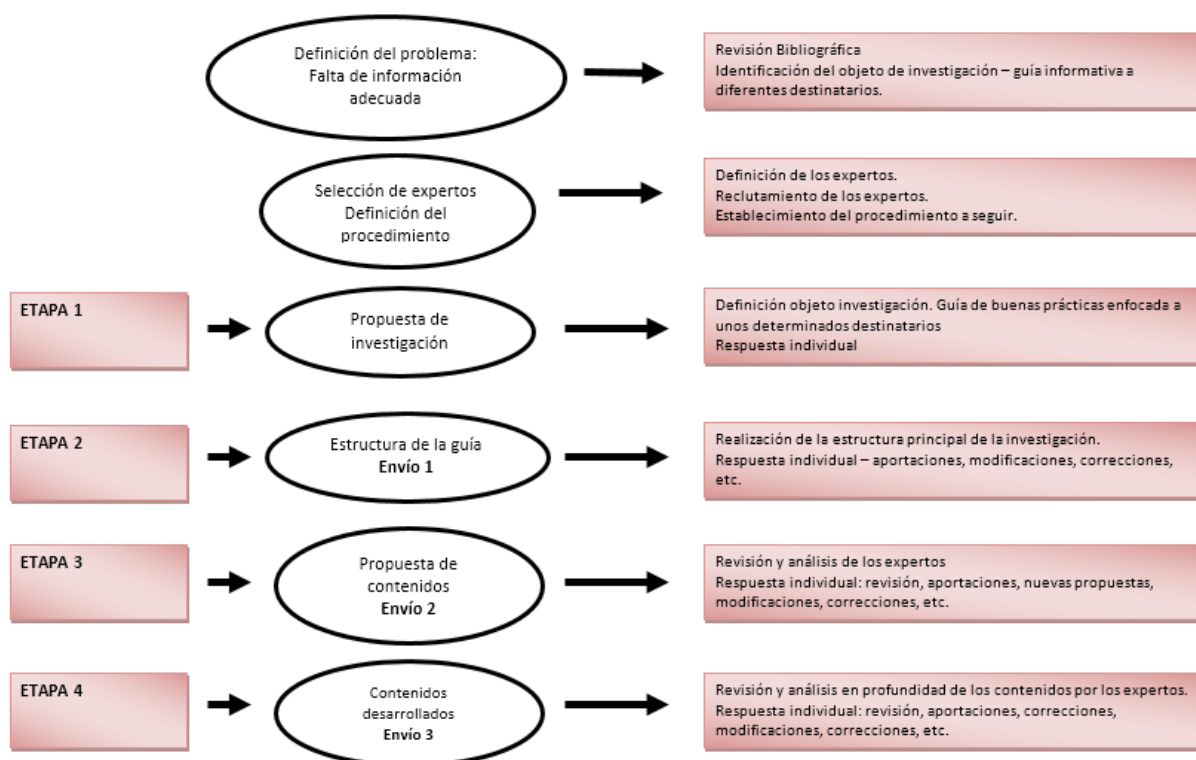 Definición del problema:
Falta de información
adecuada
Revisión Bibliográfica
Identificación del objeto de investigación – guía informativa a
diferentes destinatarios.
Selección de expertos
Definición del
procedimiento
Definición de los expertos.
Reclutamiento de los expertos.
Establecimiento del procedimiento a seguir.
ETAPA 1
Propuesta de
investigación
Definición objeto investigación. Guía de buenas prácticas enfocada a
unos determinados destinatarios
Respuesta individual
ETAPA 2
Estructura de la guía
Envío 1
Realización de la estructura principal de la investigación.
Respuesta individual – aportaciones, modificaciones, correcciones,
etc.
ETAPA 3
Propuesta de
contenidos
Envío 2
Revisión y análisis de los expertos
Respuesta individual: revisión, aportaciones, nuevas propuestas,
modificaciones, correcciones, etc.
ETAPA 4
Contenidos
desarrollados
Envío 3
Revisión y análisis en profundidad de los contenidos por los expertos.
Respuesta individual: revisión, aportaciones, correcciones,
modificaciones, correcciones, etc.